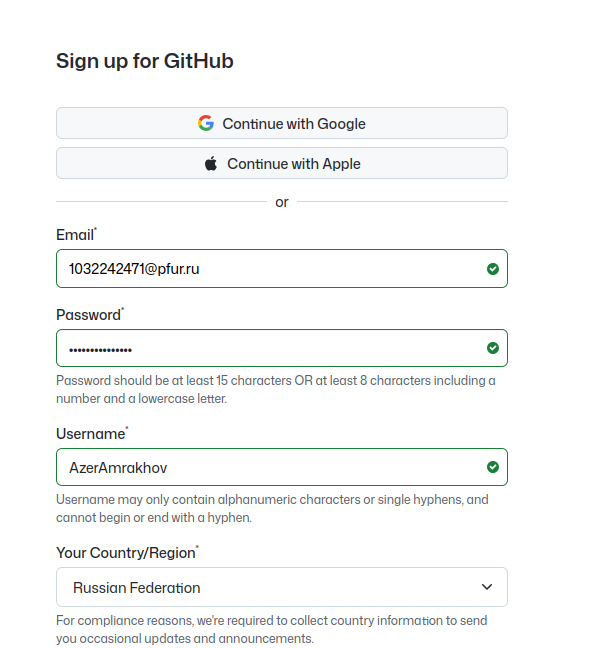 Sign up for GitHub
Continue with Google
Continue with Apple
or
Email*
1032242471@pfur.ru
Password*
•••••••••••••••
Password should be at least 15 characters OR at least 8 characters including a
number and a lowercase letter.
Username*
AzerAmrakhov
Username may only contain alphanumeric characters or single hyphens, and
cannot begin or end with a hyphen.
Your Country/Region*
Russian Federation
For compliance reasons, we're required to collect country information to send
you occasional updates and announcements.